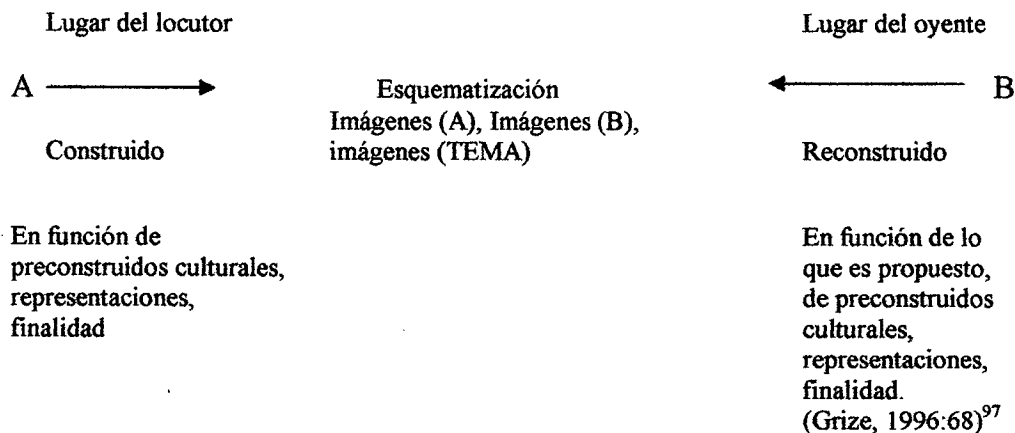 Lugar del locutor
Lugar del oyente
A
Esquematización
B
Imágenes (A), Imágenes (B),
imágenes (TEMA)
Construido
Reconstruido
En función de
preconstruidos culturales,
representaciones,
finalidad
En función de lo
que es propuesto,
de preconstruidos
culturales,
representaciones,
finalidad.
(Grize, 1996:68)97